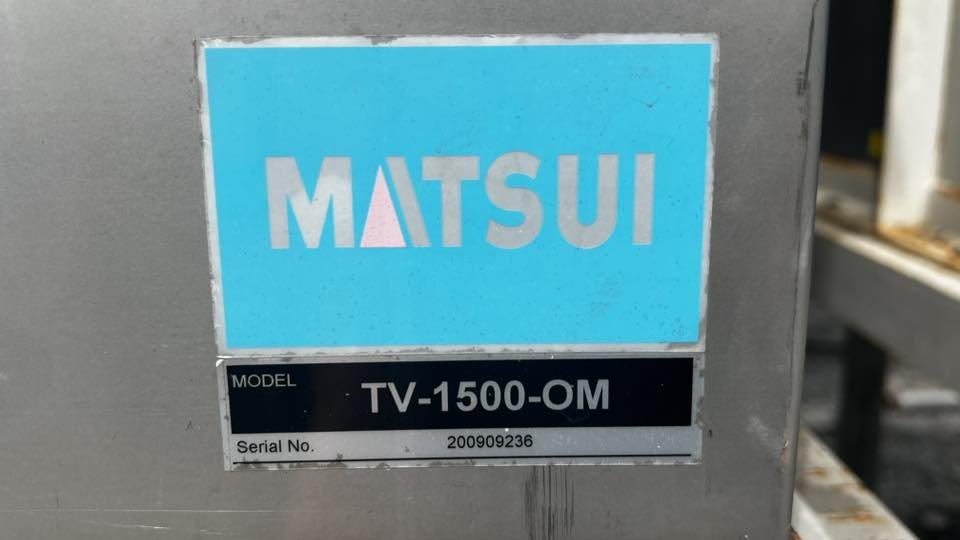 MATSUI
MODEL TV-1500-OM
Serial No. 200909236